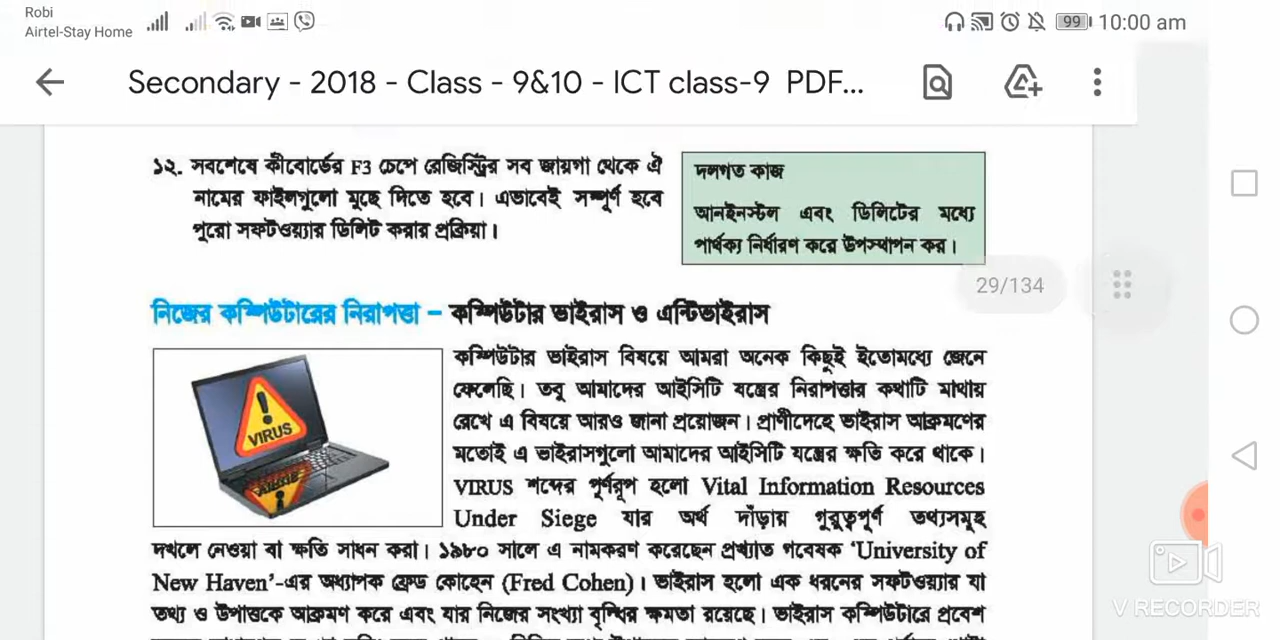 Robi
Airtel-Stay Home
99
10:00 am
Secondary - 2018 - Class - 9&10 - ICT class-9 PDF...
১২. সবশেষে কীবোর্ডের F3 চেপে রেজিস্ট্রির সব জায়গা থেকে ঐ
নামের ফাইলগুলো মুছে দিতে হবে। এভাবেই সম্পূর্ণ হবে
পুরো সফটওয়্যার ডিলিট করার প্রক্রিয়া।
দলগত কাজ
আনইনস্টল এবং ডিলিটের মধ্যে
পার্থক্য নির্ধারণ করে উপস্থাপন কর।
29/134
নিজের কম্পিউটারের নিরাপত্তা – কম্পিউটার ভাইরাস ও এন্টিভাইরাস
VIRUS
কম্পিউটার ভাইরাস বিষয়ে আমরা অনেক কিছুই ইতোমধ্যে জেনে
ফেলেছি। তবু আমাদের আইসিটি যন্ত্রের নিরাপত্তার কথাটি মাথায়
রেখে এ বিষয়ে আরও জানা প্রয়োজন। প্রাণীদেহে ভাইরাস আক্রমণের
মতোই এ ভাইরাসগুলো আমাদের আইসিটি যন্ত্রের ক্ষতি করে থাকে।
VIRUS শব্দের পূর্ণরূপ হলো Vital Information Resources
Under Siege যার অর্থ দাঁড়ায় গুরুত্বপূর্ণ তথ্যসমূহ
দখলে নেওয়া বা ক্ষতি সাধন করা। ১৯৮০ সালে এ নামকরণ করেছেন প্রখ্যাত গবেষক ‘University of
New Haven’-এর অধ্যাপক ফ্রেড কোহেন (Fred Cohen)। ভাইরাস হলো এক ধরনের সফটওয়্যার যা
তথ্য ও উপাত্তকে আক্রমণ করে এবং যার নিজের সংখ্যা বৃদ্ধির ক্ষমতা রয়েছে। ভাইরাস কম্পিউটারে প্রবেশ
V RECORDER